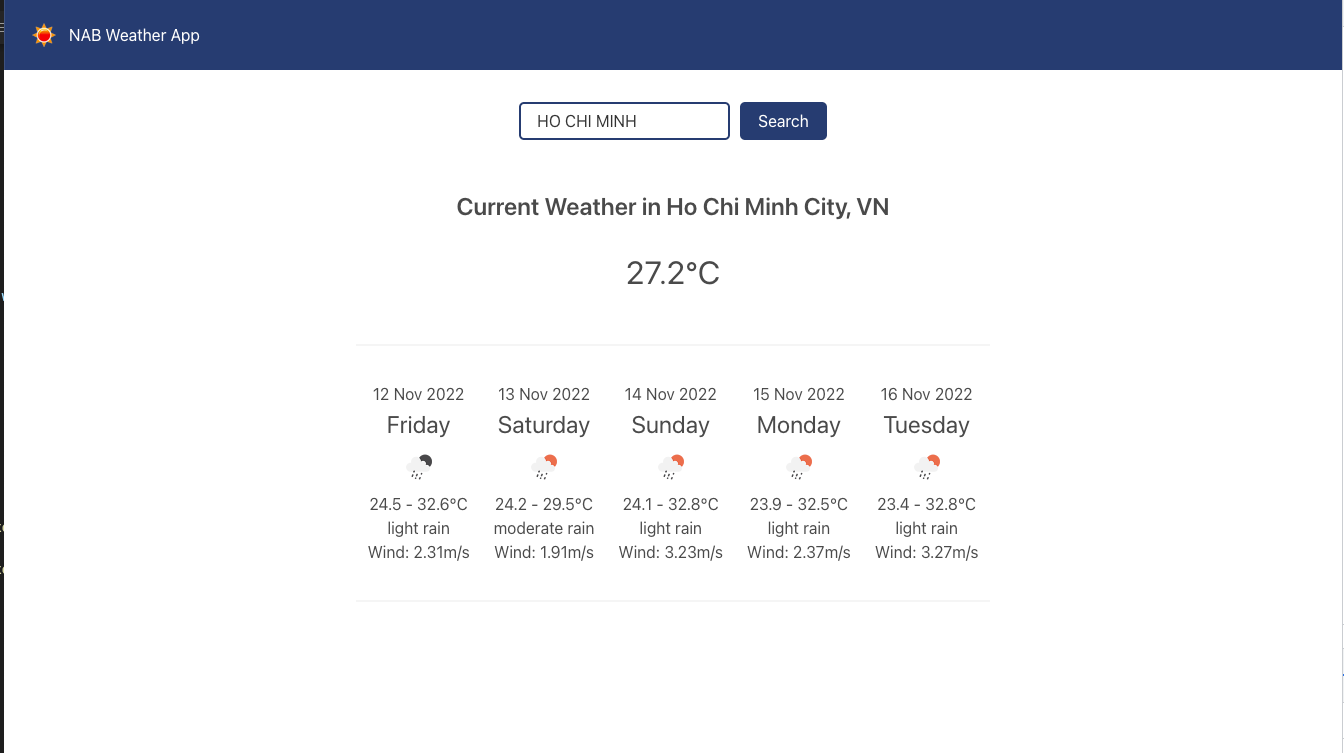 NAB Weather App
HO CHI MINH
Search
Current Weather in Ho Chi Minh City, VN
27.2°C
12 Nov 2022
Friday
24.5 - 32.6°C
light rain
Wind: 2.31m/s
13 Nov 2022
Saturday
24.2 - 29.5°C
moderate rain
Wind: 1.91m/s
14 Nov 2022
Sunday
24.1 - 32.8°C
light rain
Wind: 3.23m/s
15 Nov 2022
Monday
23.9 - 32.5°C
light rain
Wind: 2.37m/s
16 Nov 2022
Tuesday
23.4 - 32.8°C
light rain
Wind: 3.27m/s